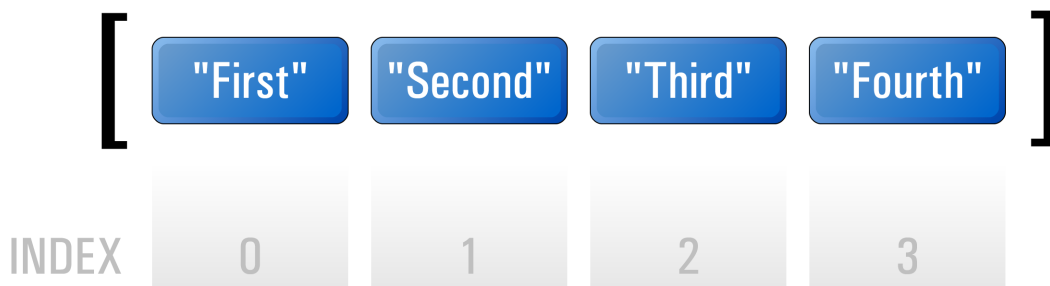 [ "First" "Second" "Third" "Fourth" ]
INDEX 0 1 2 3